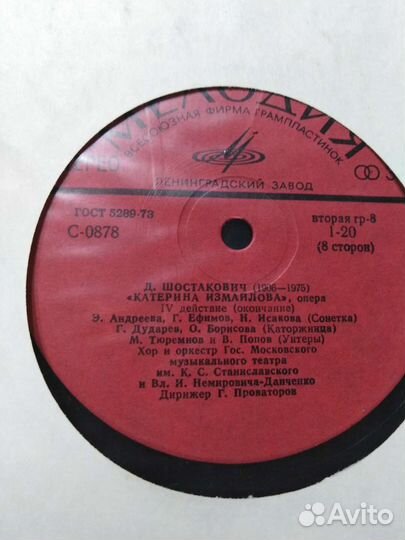 МЕЛОДИЯ
ВСЕСОЮЗНАЯ ФИРМА ГРАМПЛАСТИНОК
ЛЕНИНГРАДСКИЙ ЗАВОД
ГОСТ 5289-73
С-0878
вторая гр-8
1-20
(8 сторон)
Д. ШОСТАКОВИЧ (1906—1975)
«КАТЕРИНА ИЗМАЙЛОВА», опера
IV действие (окончание)
Э. Андреева, Г. Ефимов, Н. Исакова (Сонетка)
Г. Дударев, О. Борисова (Каторжница)
М. Тюремнов и В. Попов (Унтеры)
Хор и оркестр Гос. Московского
музыкального театра
им. К. С. Станиславского
и Вл. И. Немировича-Данченко
Дирижер Г. Проваторов
Avito